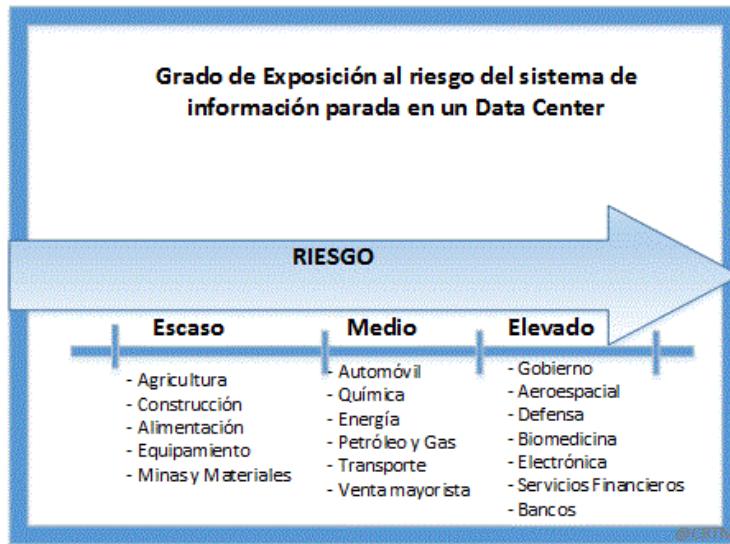 Grado de Exposición al riesgo del sistema de
información parada en un Data Center
RIESGO
Escaso
- Agricultura
- Construcción
- Alimentación
- Equipamiento
- Minas y Materiales
Medio
- Automóvil
- Química
- Energía
- Petróleo y Gas
- Transporte
- Venta mayorista
Elevado
- Gobierno
- Aeroespacial
- Defensa
- Biomedicina
- Electrónica
- Servicios Financieros
- Bancos